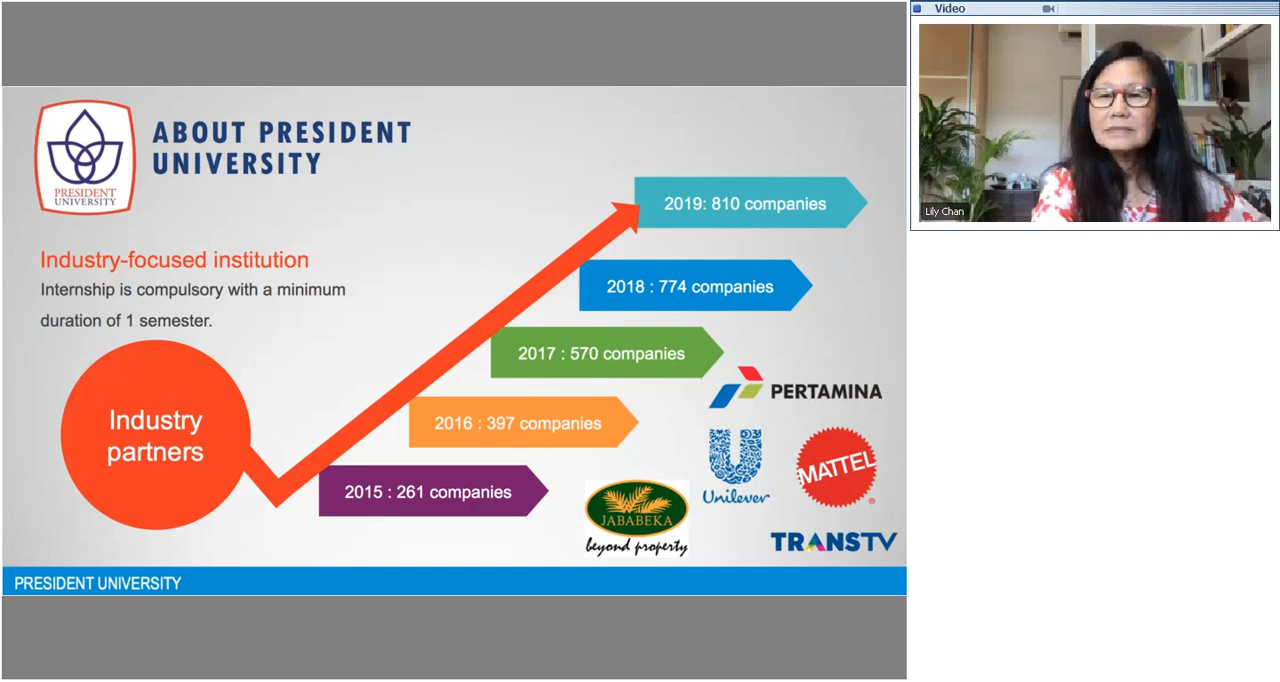 Video
Lily Chan
PRESIDENT
UNIVERSITY
ABOUT PRESIDENT
UNIVERSITY
Industry-focused institution
Internship is compulsory with a minimum
duration of 1 semester.
Industry
partners
2019: 810 companies
2018 : 774 companies
2017 : 570 companies
2016 : 397 companies
2015 : 261 companies
PERTAMINA
Unilever
MATTEL
®
JABABEKA
beyond property
TRANSTV
PRESIDENT UNIVERSITY